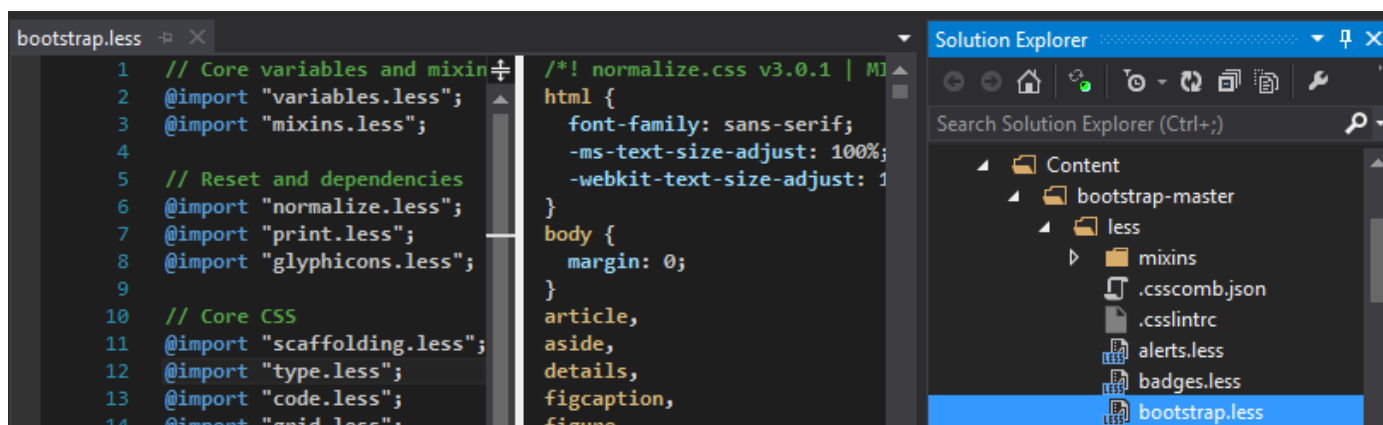 bootstrap.less
1 // Core variables and mixin
2 @import "variables.less";
3 @import "mixins.less";
4
5 // Reset and dependencies
6 @import "normalize.less";
7 @import "print.less";
8 @import "glyphicons.less";
9
10 // Core CSS
11 @import "scaffolding.less";
12 @import "type.less";
13 @import "code.less";
14 @import "grid.less";
/*! normalize.css v3.0.1 | MI
html {
font-family: sans-serif;
-ms-text-size-adjust: 100%;
-webkit-text-size-adjust: 1
}
body {
margin: 0;
}
article,
aside,
details,
figcaption,
figure
Solution Explorer
Search Solution Explorer (Ctrl+;)
Content
bootstrap-master
less
mixins
.csscomb.json
.csslintrc
alerts.less
badges.less
bootstrap.less